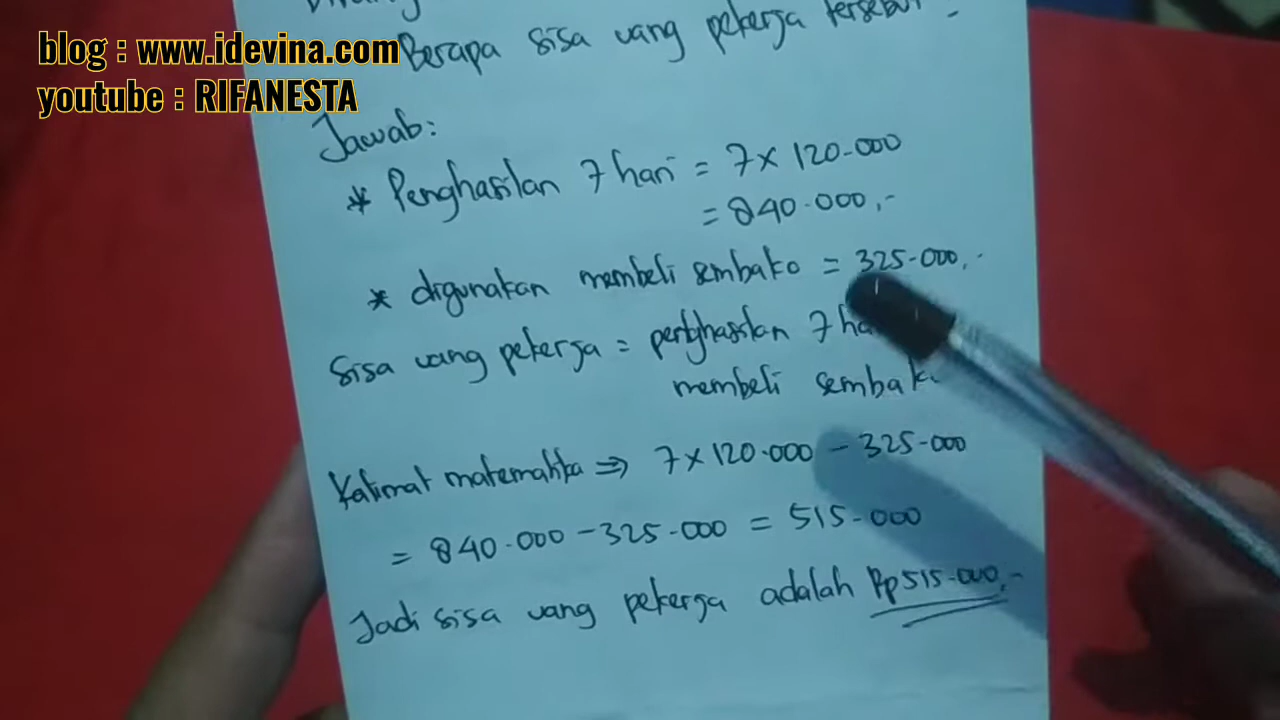 blog : www.idevina.com
youtube : RIFANESTA
Berapa sisa uang pekerja tersebut -
Jawab:
* Penghasilan 7 hari = 7 x 120.000
= 840.000,-
* digunakan membeli sembako = 325.000,-
Sisa uang pekerja = penghasilan 7
membeli
Kalimat matematika => 7 x 120.000 - 325.000
= 840.000 - 325.000 = 515.000
Jadi sisa uang pekerja adalah Rp515.000,-